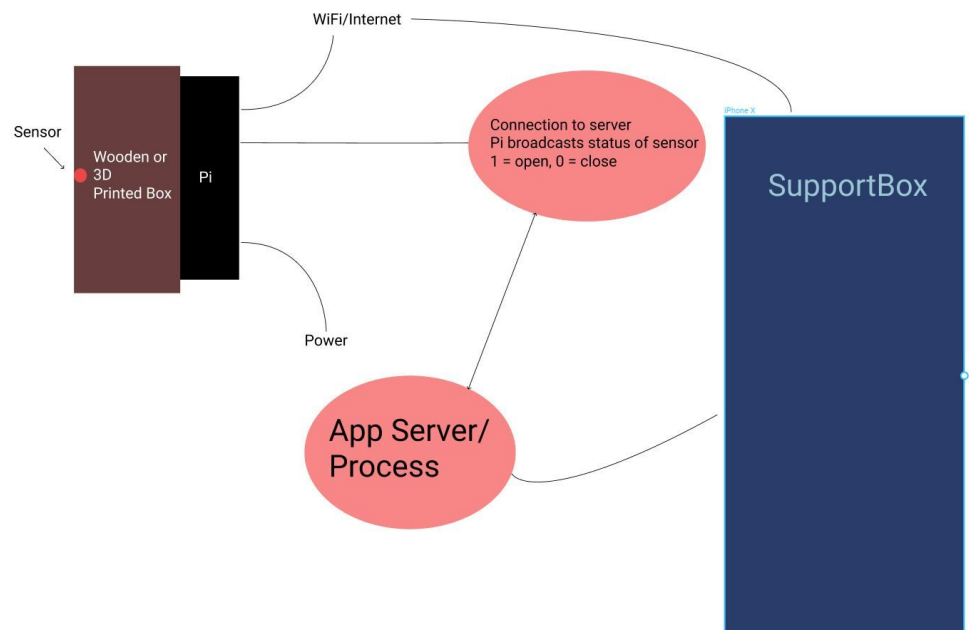 WiFi/Internet
Sensor
Wooden or
3D
Printed Box
Pi
Connection to server
Pi broadcasts status of sensor
1 = open, 0 = close
iPhone X
SupportBox
Power
App Server/
Process